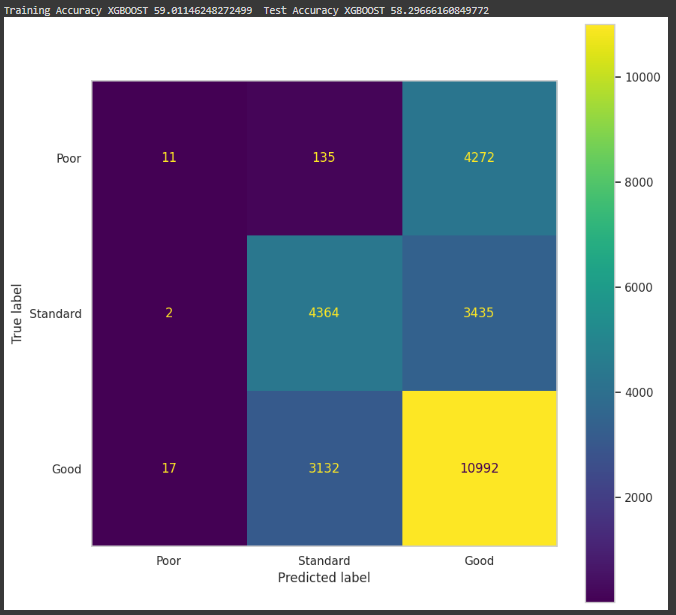 Training Accuracy XGBOOST 59.01146248272499  Test Accuracy XGBOOST 58.29666160849772
10000
Poor 11 135 4272
8000
6000
True label
Standard 2 4364 3435
4000
Good 17 3132 10992
2000
Poor Standard Good
Predicted label